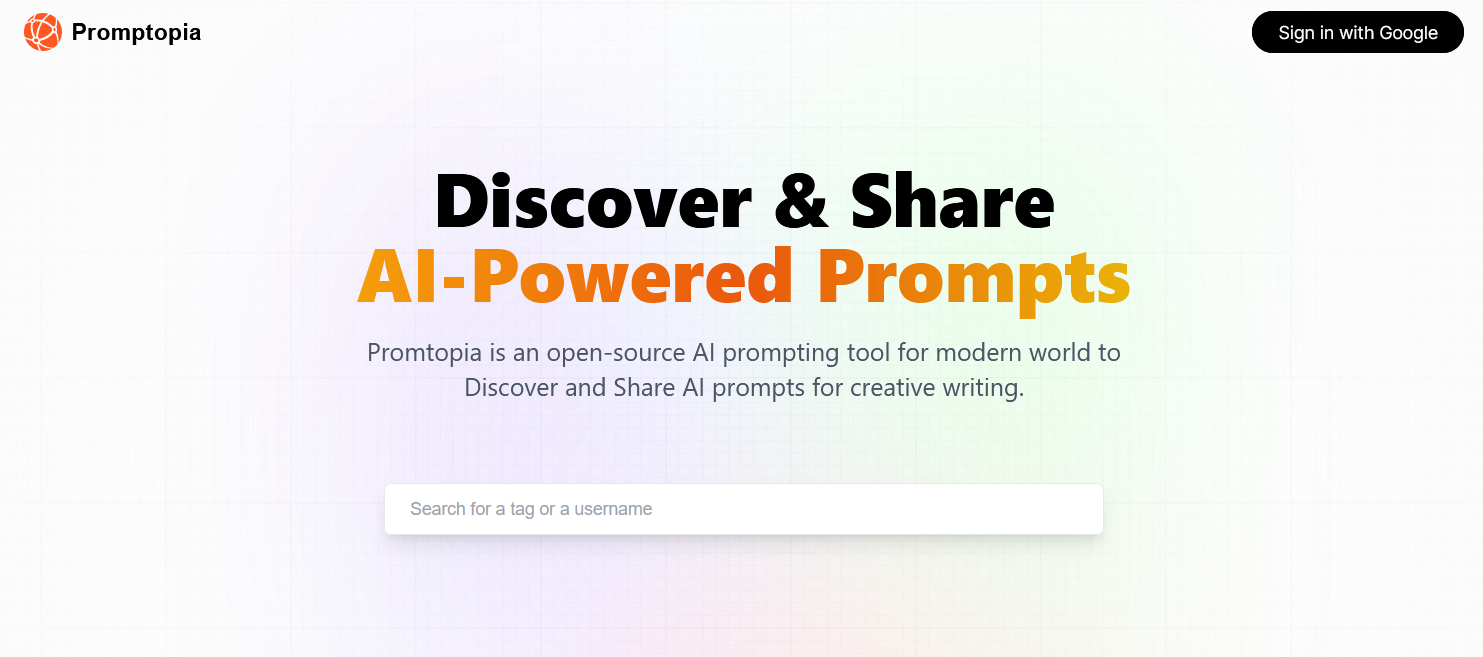 Promptopia
Sign in with Google
Discover & Share
AI-Powered Prompts
Promtopia is an open-source AI prompting tool for modern world to
Discover and Share AI prompts for creative writing.
Search for a tag or a username